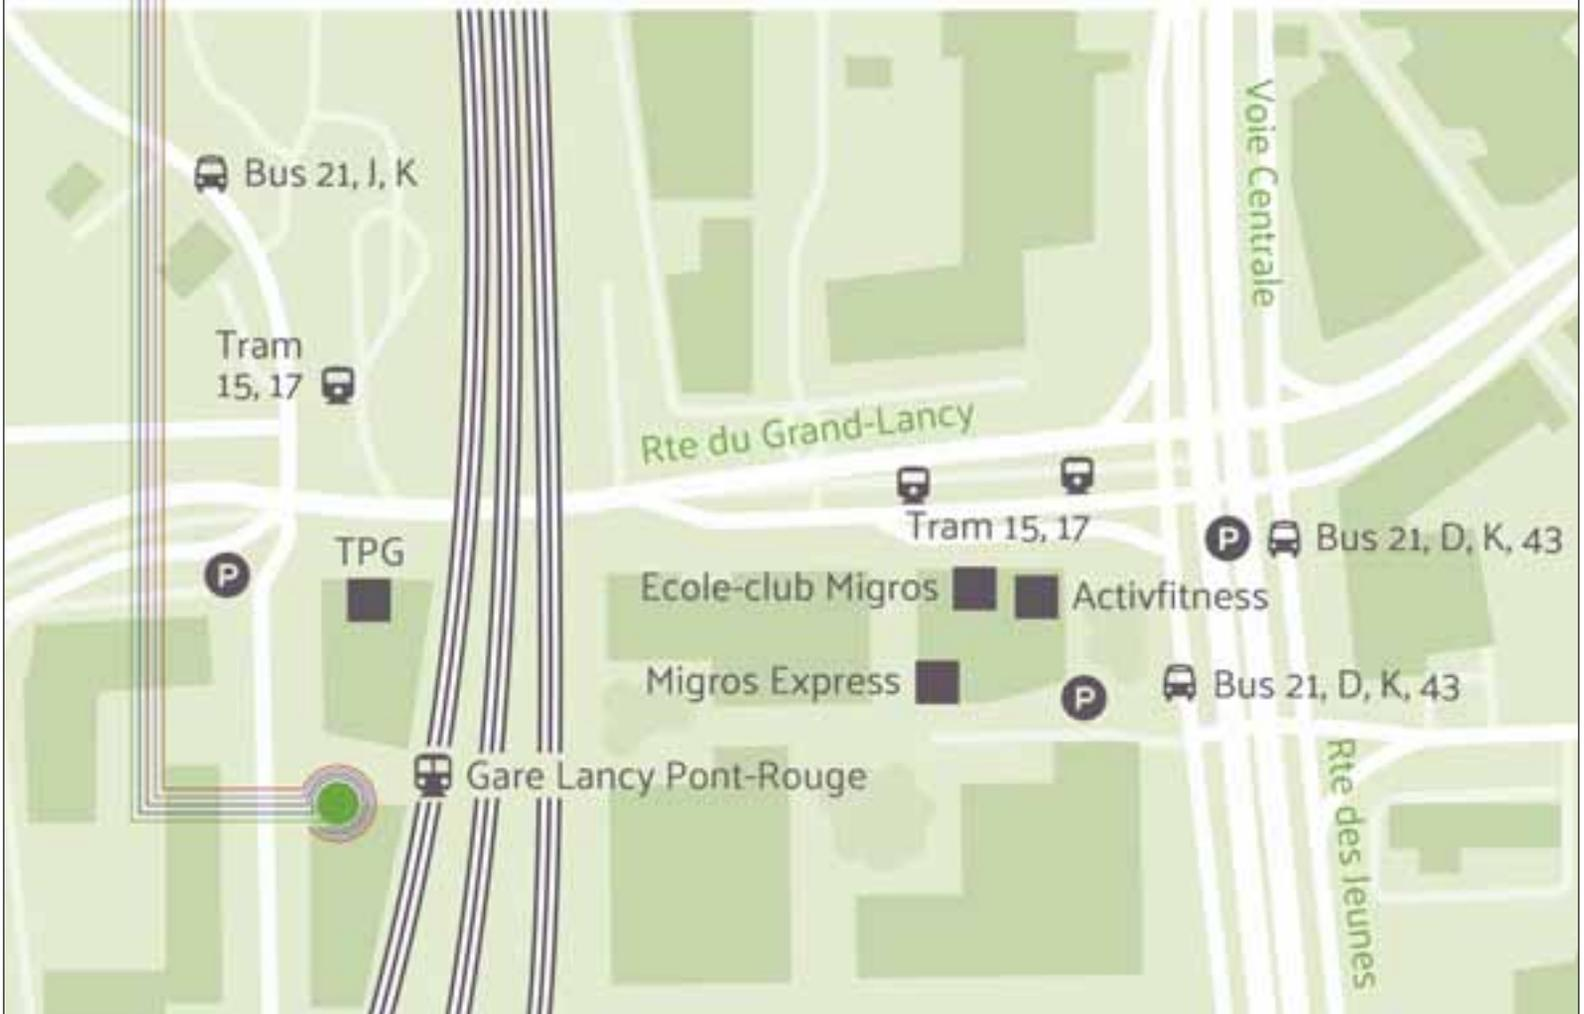 Voie Centrale
Bus 21, J, K
Tram
15, 17
Rte du Grand-Lancy
Tram 15, 17
P
Bus 21, D, K, 43
TPG
P
Ecole-club Migros
Activfitness
Migros Express
P
Bus 21, D, K, 43
Gare Lancy Pont-Rouge
Rte des Jeunes